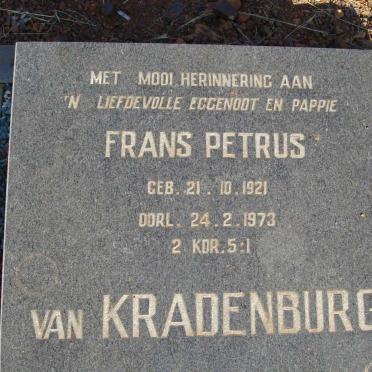 MET MOOI HERINNERING AAN
'N LIEFDEVOLLE EGGENOOT EN PAPPIE
FRANS PETRUS
GEB. 21. 10. 1921
OORL. 24. 2. 1973
2 KOR. 5:1
VAN KRADENBURG